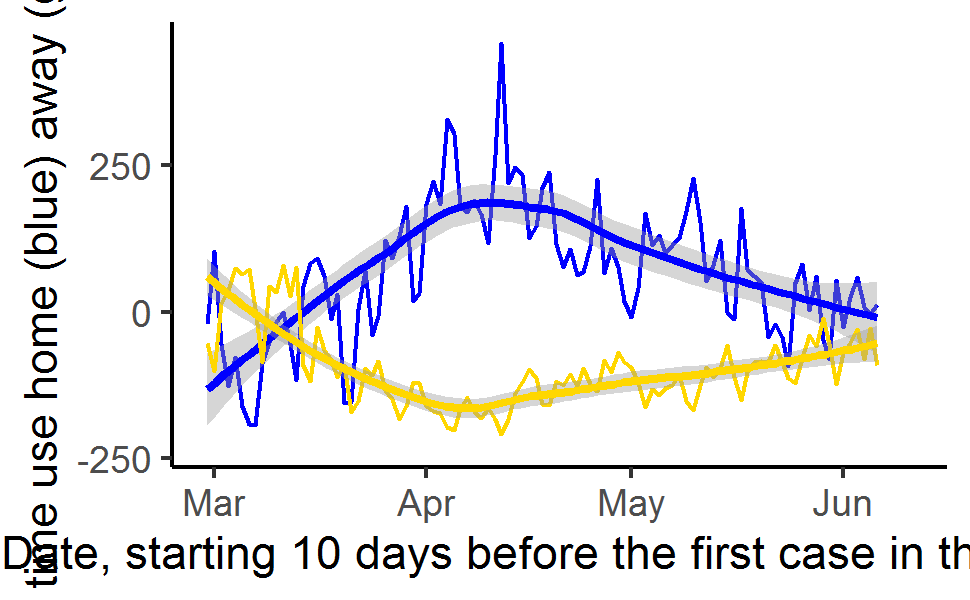 time use home (blue) away (
250
0
-250
Mar Apr May Jun
Date, starting 10 days before the first case in th